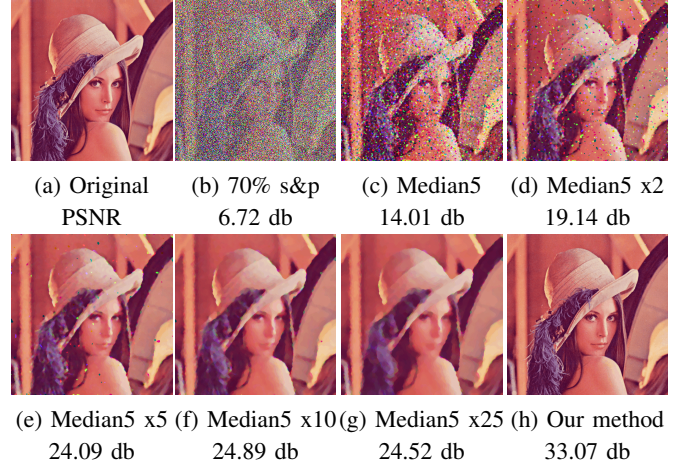 (a) Original
(b) 70% s&p
(c) Median5
(d) Median5 x2
PSNR
6.72 db
14.01 db
19.14 db
(e) Median5 x5
(f) Median5 x10
(g) Median5 x25
(h) Our method
24.09 db
24.89 db
24.52 db
33.07 db